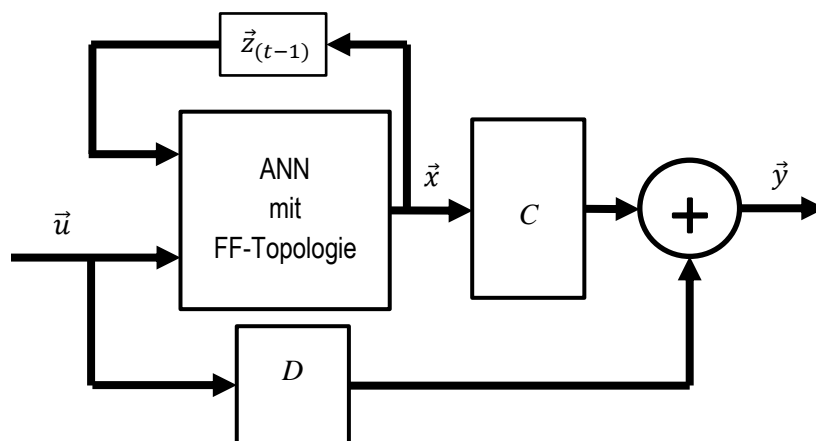 z⃗₍ₜ₋₁₎
ANN
mit
FF-Topologie
x⃗
C
y⃗
+
u⃗
D